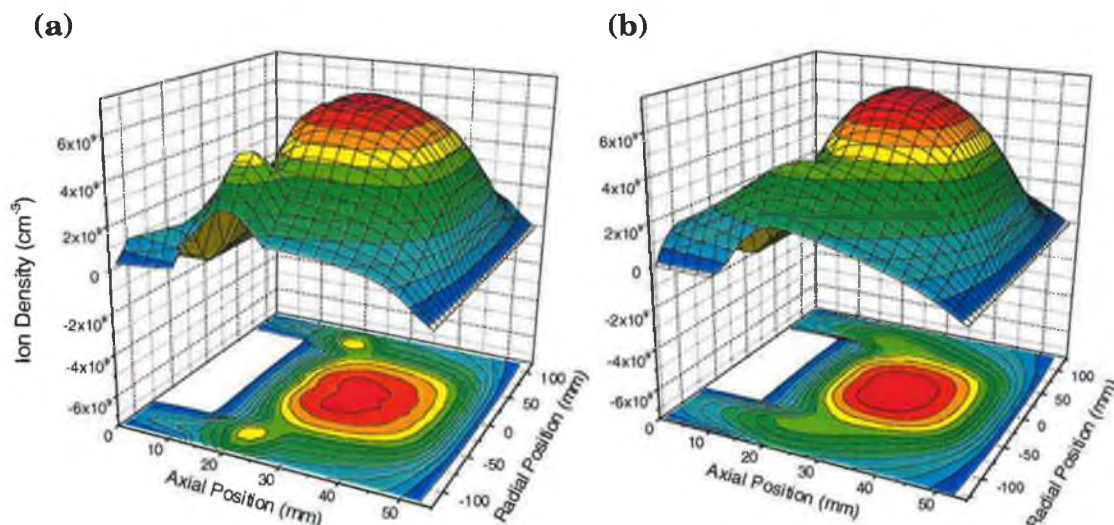 (a)
(b)
Ion Density (cm⁻³)
6x10⁹
4x10⁹
2x10⁹
0
-2x10⁹
-4x10⁹
-6x10⁹
0
10
20
30
40
50
Axial Position (mm)
100
50
0
-50
-100
Radial Position (mm)
6x10⁹
4x10⁹
2x10⁹
0
-2x10⁹
-4x10⁹
-6x10⁹
0
10
20
30
40
50
Axial Position (mm)
100
50
0
-50
-100
Radial Position (mm)